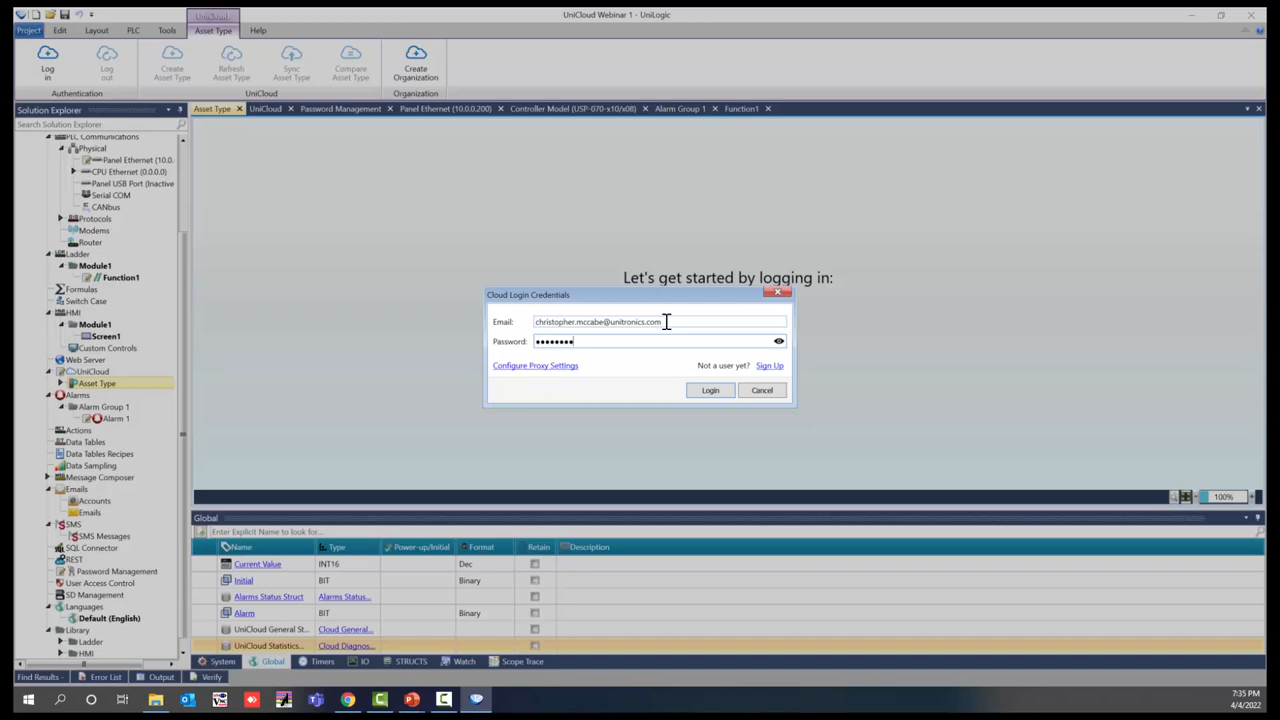 UniCloud
UniCloud Webinar 1 - UniLogic
Project Edit Layout PLC Tools Asset Type Help
Log in
Log out
Create Asset Type
Refresh Asset Type
Sync Asset Type
Compare Asset Type
Create Organization
Authentication
UniCloud
Organization
Solution Explorer
Asset Type UniCloud Password Management Panel Ethernet (10.0.0.200) Controller Model (USP-070-x10/x08) Alarm Group 1 Function1
Search Solution Explorer
PLC Communications
Physical
Panel Ethernet (10.0.
CPU Ethernet (0.0.0.0)
Panel USB Port (Inactive
Serial COM
CANbus
Protocols
Modems
Router
Ladder
Module1
Function1
Formulas
Switch Case
HMI
Module1
Screen1
Custom Controls
Web Server
UniCloud
Asset Type
Alarms
Alarm Group 1
Alarm 1
Actions
Data Tables
Data Tables Recipes
Data Sampling
Message Composer
Emails
Accounts
Emails
SMS
SMS Messages
SQL Connector
REST
Password Management
User Access Control
SD Management
Languages
Default (English)
Library
Ladder
HMI
Let's get started by logging in:
Cloud Login Credentials
Email: christopher.mccabe@unitronics.com
Password: ••••••••
Configure Proxy Settings Not a user yet? Sign Up
Login Cancel
100%
Global
Enter Explicit Name to look for...
Name Type Power-up/Initial Format Retain Description
Current Value INT16 Dec
Initial BIT Binary
Alarms Status Struct Alarms Status...
Alarm BIT Binary
UniCloud General St... Cloud General...
UniCloud Statistics... Cloud Diagnos...
System Global Timers IO STRUCTS Watch Scope Trace
Find Results - Error List Output Verify
7:35 PM
4/4/2022